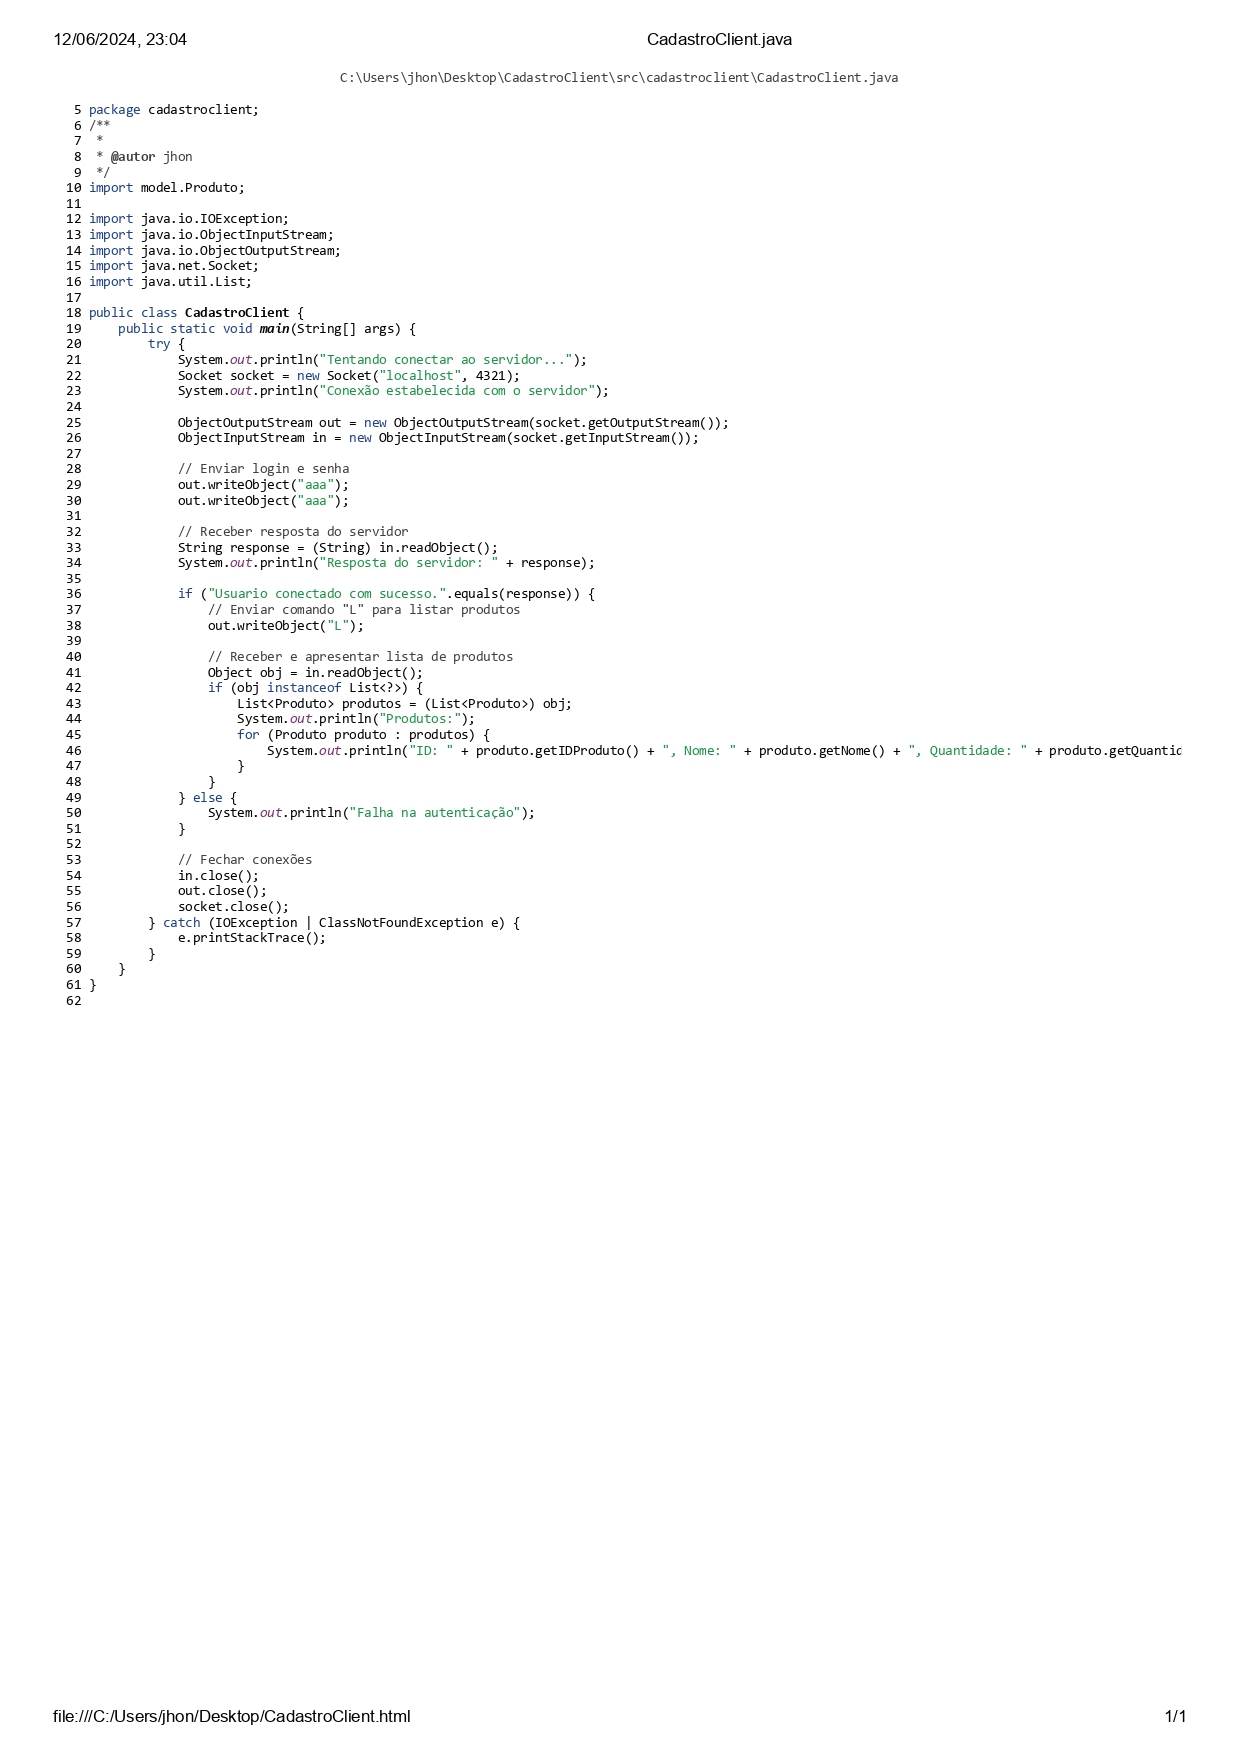 12/06/2024, 23:04 CadastroClient.java
C:\Users\jhon\Desktop\CadastroClient\src\cadastroclient\CadastroClient.java
5 package cadastroclient;
6 /**
7  *
8  * @autor jhon
9  */
10 import model.Produto;
11
12 import java.io.IOException;
13 import java.io.ObjectInputStream;
14 import java.io.ObjectOutputStream;
15 import java.net.Socket;
16 import java.util.List;
17
18 public class CadastroClient {
19     public static void main(String[] args) {
20         try {
21             System.out.println("Tentando conectar ao servidor...");
22             Socket socket = new Socket("localhost", 4321);
23             System.out.println("Conexão estabelecida com o servidor");
24
25             ObjectOutputStream out = new ObjectOutputStream(socket.getOutputStream());
26             ObjectInputStream in = new ObjectInputStream(socket.getInputStream());
27
28             // Enviar login e senha
29             out.writeObject("aaa");
30             out.writeObject("aaa");
31
32             // Receber resposta do servidor
33             String response = (String) in.readObject();
34             System.out.println("Resposta do servidor: " + response);
35
36             if ("Usuario conectado com sucesso.".equals(response)) {
37                 // Enviar comando "L" para listar produtos
38                 out.writeObject("L");
39
40                 // Receber e apresentar lista de produtos
41                 Object obj = in.readObject();
42                 if (obj instanceof List<?>) {
43                     List<Produto> produtos = (List<Produto>) obj;
44                     System.out.println("Produtos:");
45                     for (Produto produto : produtos) {
46                         System.out.println("ID: " + produto.getIDProduto() + ", Nome: " + produto.getNome() + ", Quantidade: " + produto.getQuantid
47                     }
48                 }
49             } else {
50                 System.out.println("Falha na autenticação");
51             }
52
53             // Fechar conexões
54             in.close();
55             out.close();
56             socket.close();
57         } catch (IOException | ClassNotFoundException e) {
58             e.printStackTrace();
59         }
60     }
61 }
62
file:///C:/Users/jhon/Desktop/CadastroClient.html 1/1